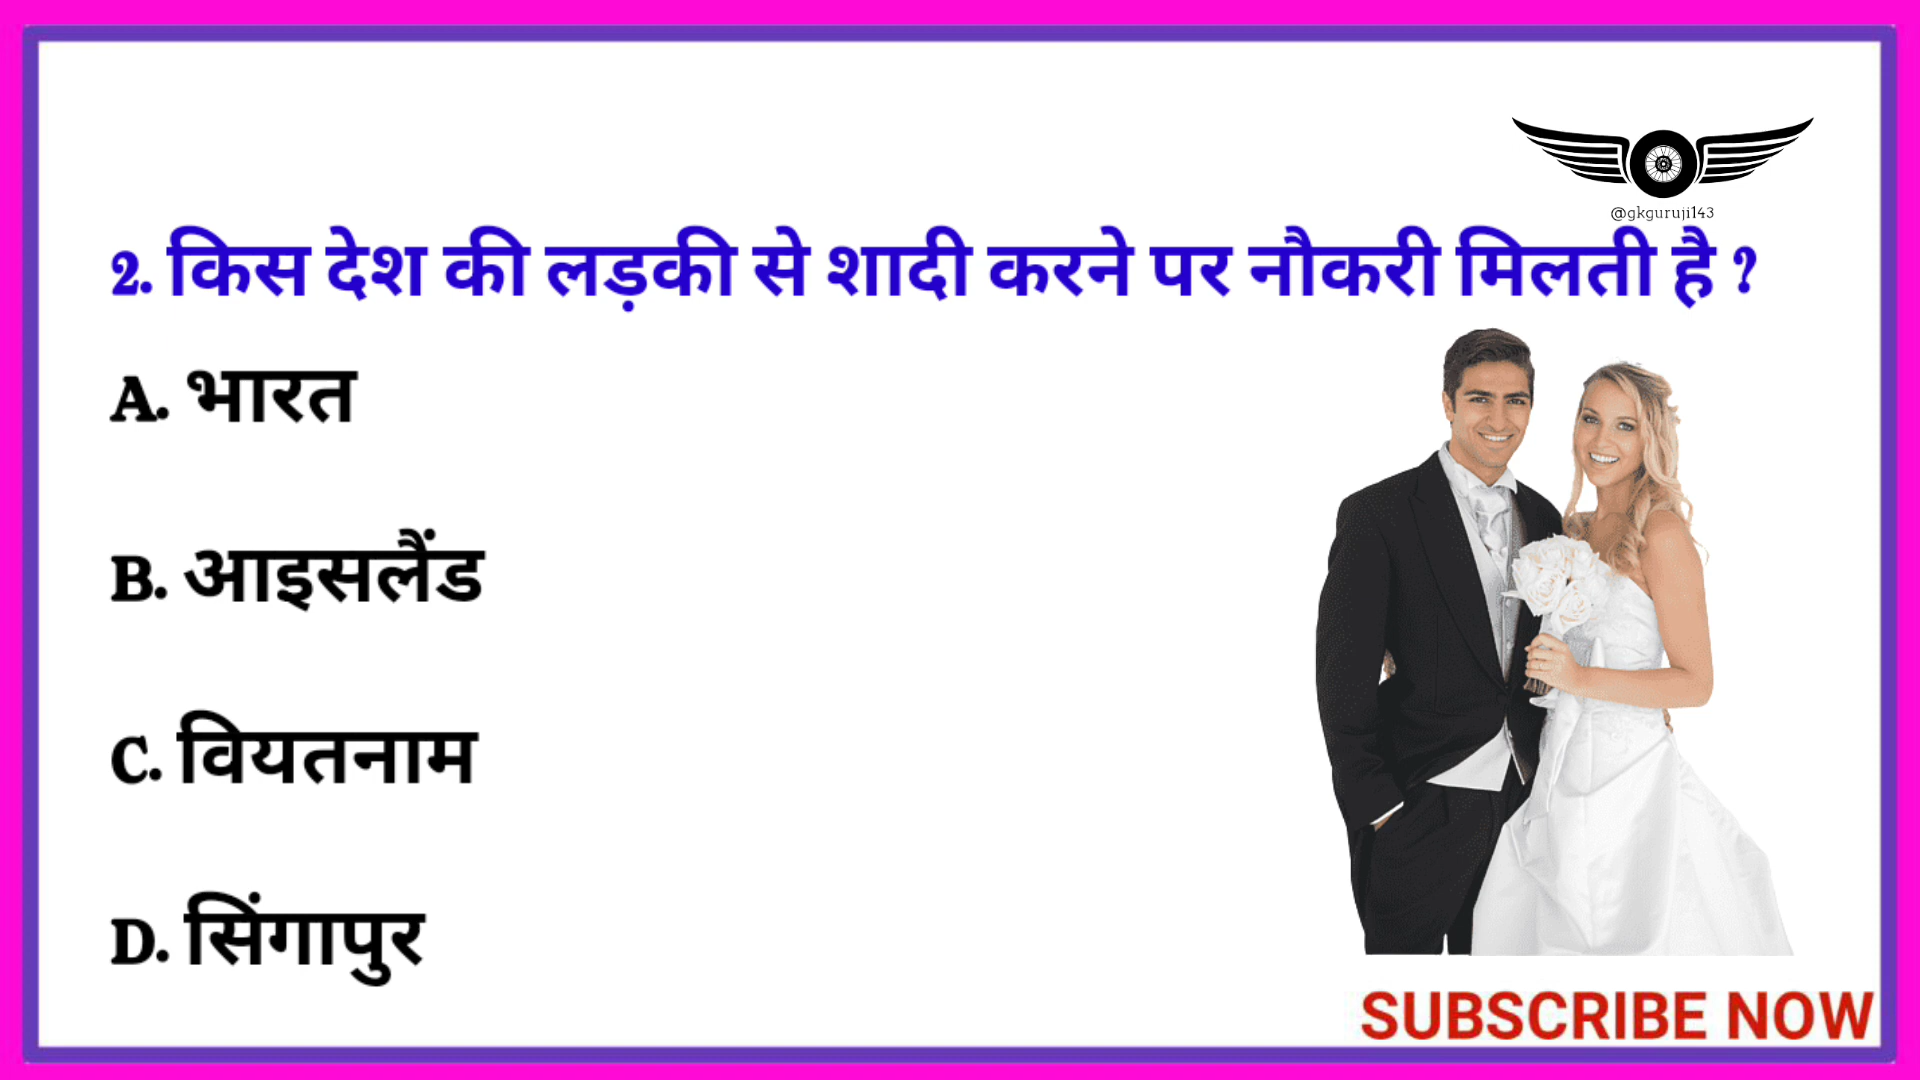 @gkguruji143
2. किस देश की लड़की से शादी करने पर नौकरी मिलती है ?
A. भारत
B. आइसलैंड
C. वियतनाम
D. सिंगापुर
SUBSCRIBE NOW